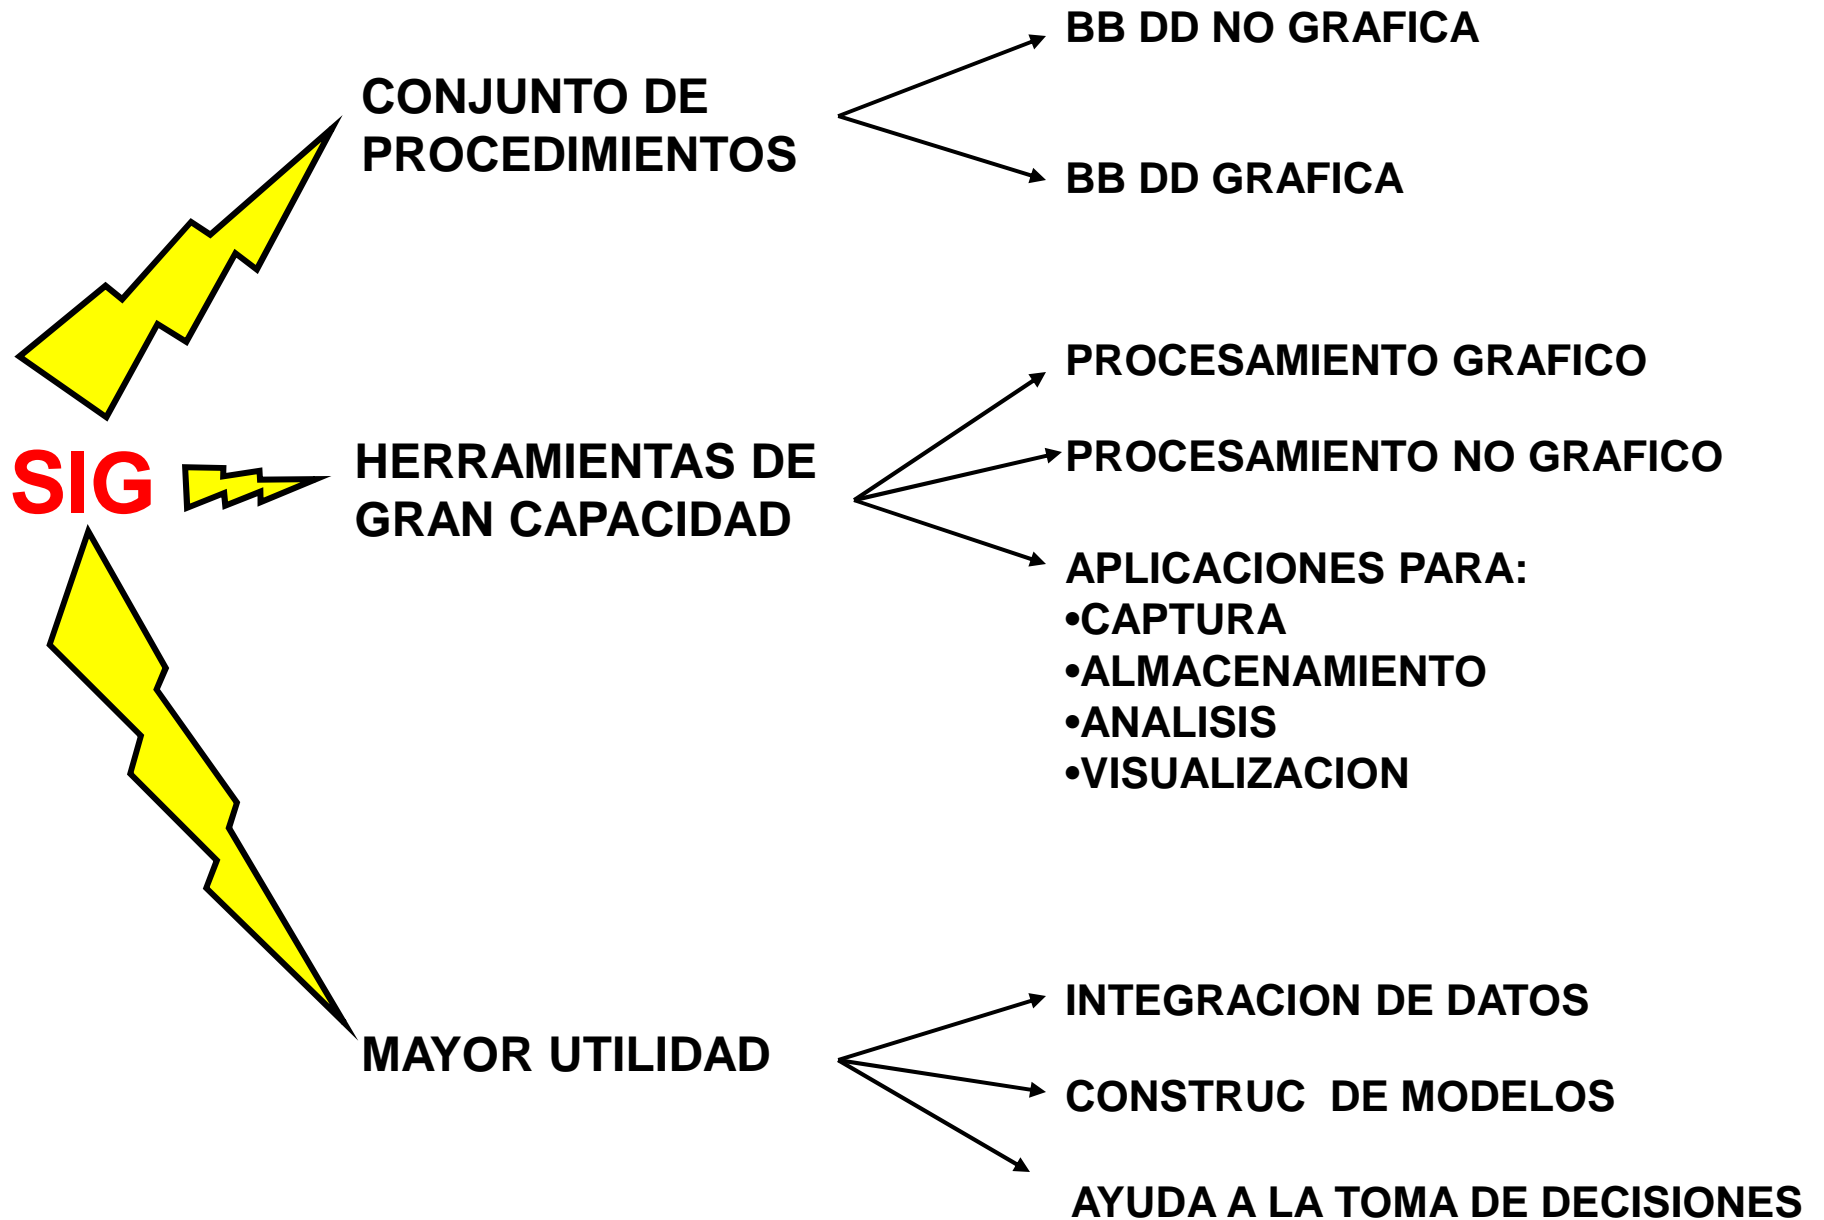 SIG
CONJUNTO DE
PROCEDIMIENTOS
BB DD NO GRAFICA
BB DD GRAFICA
HERRAMIENTAS DE
GRAN CAPACIDAD
PROCESAMIENTO GRAFICO
PROCESAMIENTO NO GRAFICO
APLICACIONES PARA:
•CAPTURA
•ALMACENAMIENTO
•ANALISIS
•VISUALIZACION
MAYOR UTILIDAD
INTEGRACION DE DATOS
CONSTRUC  DE MODELOS
AYUDA A LA TOMA DE DECISIONES